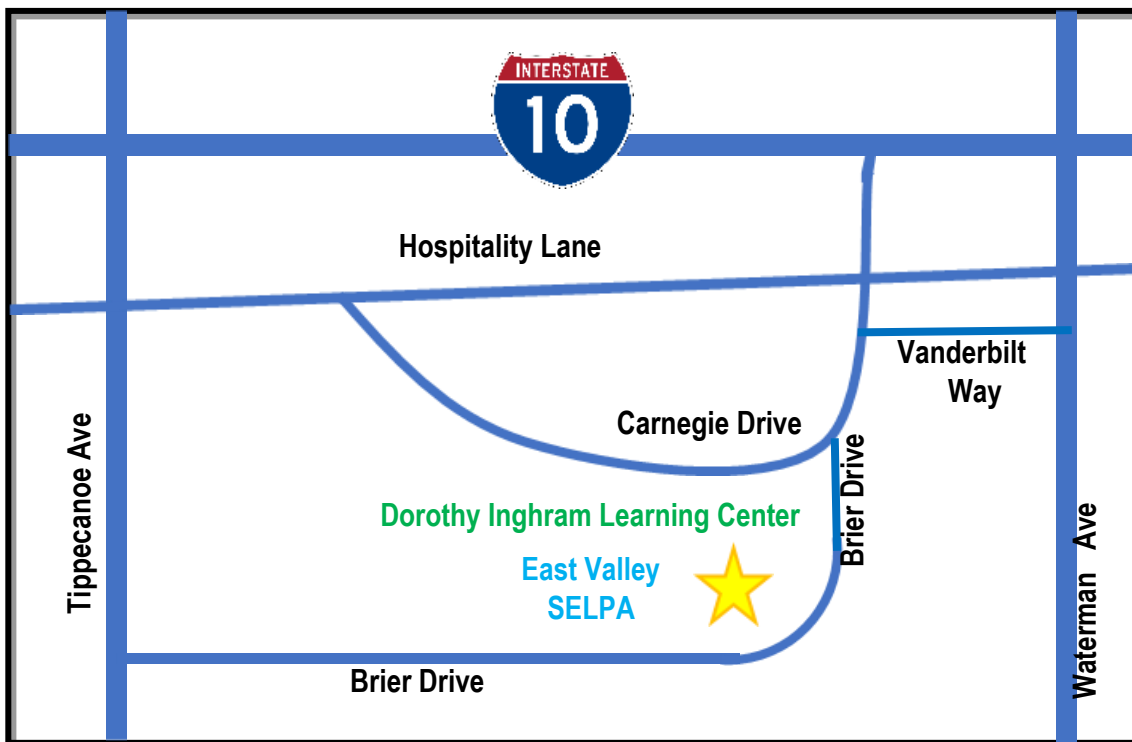 INTERSTATE
10
Hospitality Lane
Vanderbilt
Way
Carnegie Drive
Brier Drive
Dorothy Inghram Learning Center
East Valley
SELPA
Tippecanoe Ave
Waterman Ave
Brier Drive